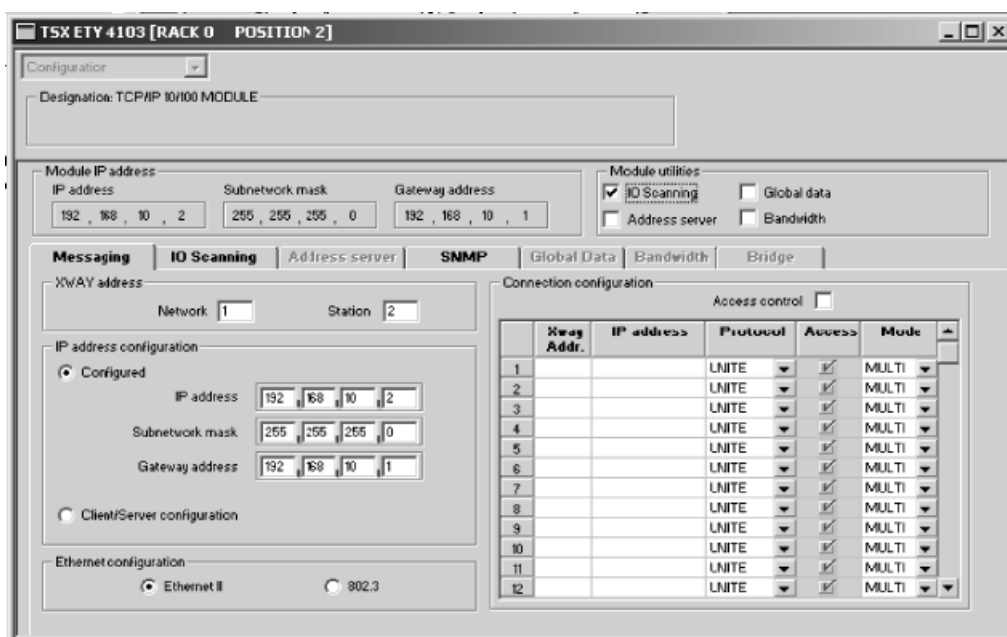 TSX ETY 4103 [RACK 0 POSITION 2]
Configuration
Designation: TCP/IP 10/100 MODULE
Module IP address
IP address Subnetwork mask Gateway address
192 , 168 , 10 , 2 255 , 255 , 255 , 0 192 , 168 , 10 , 1
Module utilities
IO Scanning Global data
Address server Bandwidth
Messaging IO Scanning Address server SNMP Global Data Bandwidth Bridge
XWAY address
Network 1 Station 2
IP address configuration
Configured
IP address 192 , 168 , 10 , 2
Subnetwork mask 255 , 255 , 255 , 0
Gateway address 192 , 168 , 10 , 1
Client/Server configuration
Ethernet configuration
Ethernet II 802.3
Connection configuration
Access control
Xway Addr. IP address Protocol Access Mode
1 UNITE MULTI
2 UNITE MULTI
3 UNITE MULTI
4 UNITE MULTI
5 UNITE MULTI
6 UNITE MULTI
7 UNITE MULTI
8 UNITE MULTI
9 UNITE MULTI
10 UNITE MULTI
11 UNITE MULTI
12 UNITE MULTI